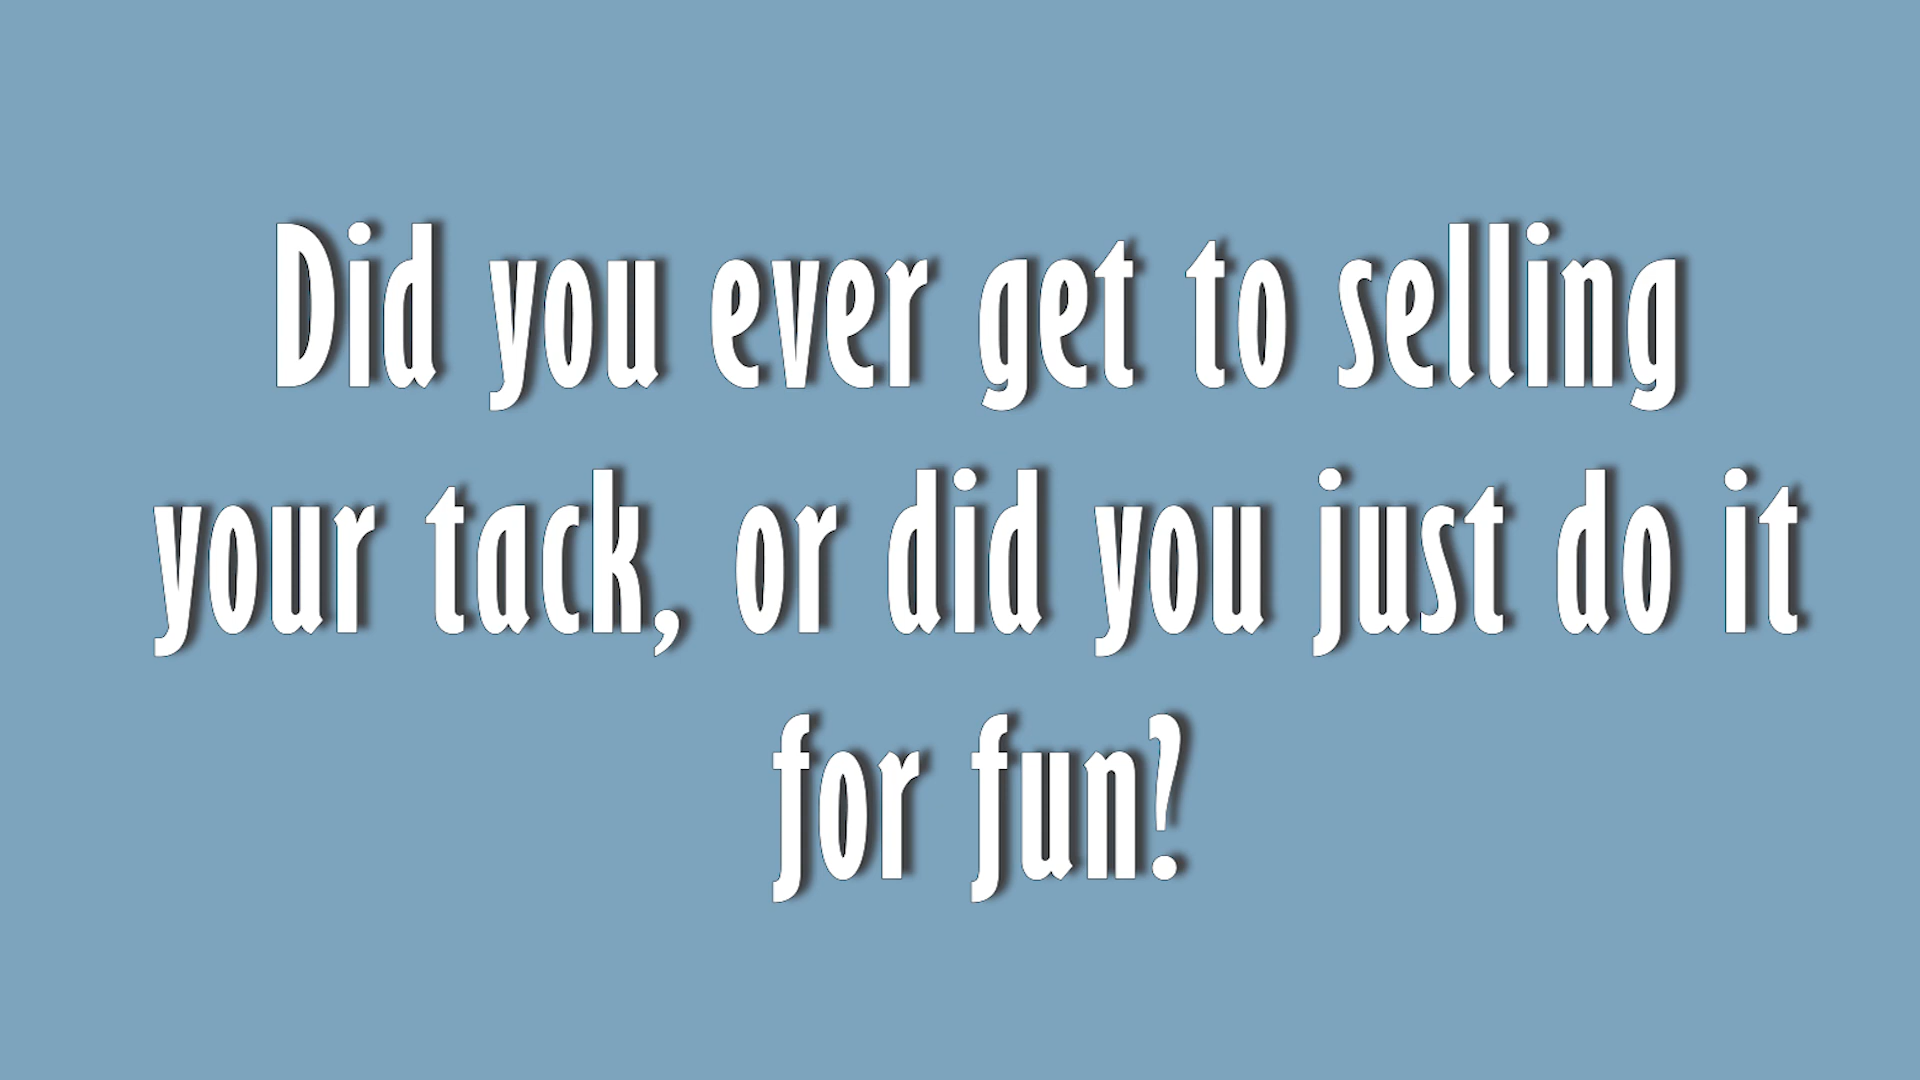 Did you ever get to selling
your tack, or did you just do it
for fun?